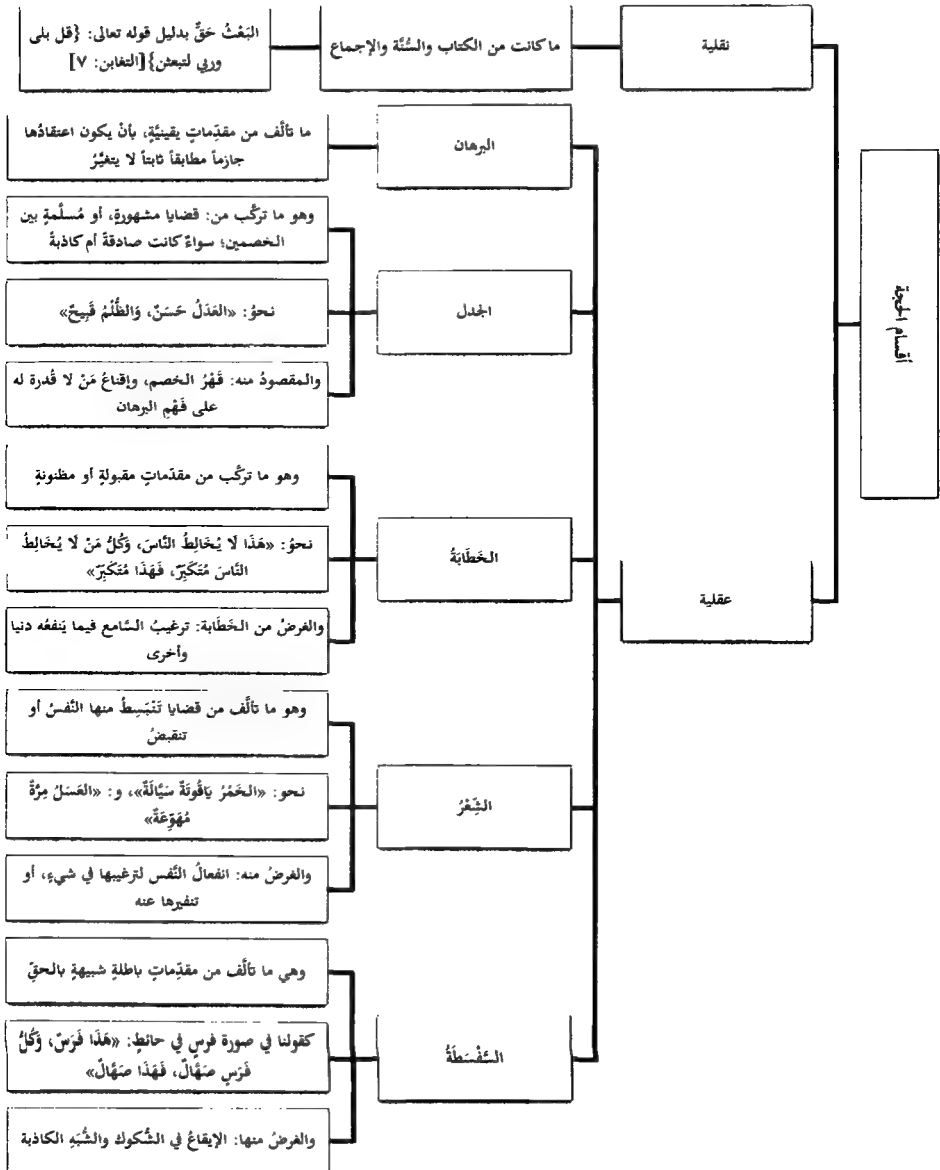 أقسام الحجة
نقلية
ما كانت من الكتاب والسُّنَّة والإجماع
البَعْثُ حَقٌّ بدليل قوله تعالى: {قل بلى
وربي لتبعثن} [التغابن: ٧]
عقلية
البرهان
ما تألَّف من مقدِّماتٍ يقينيَّةٍ، بأنْ يكون اعتقادُها
جازماً مطابقاً ثابتاً لا يتغيَّرُ
الجدل
وهو ما تركَّب من: قضايا مشهورةٍ، أو مُسلَّمةٍ بين
الخصمين؛ سواءٌ كانت صادقةً أم كاذبةً
نحوُ: «العَدْلُ حَسَنٌ، وَالظُّلْمُ قَبِيحٌ»
والمقصودُ منه: قَهْرُ الخصم، وإقناعُ مَنْ لا قُدرة له
على فَهْمِ البرهان
الخَطَابَةُ
وهو ما تركَّب من مقدّماتٍ مقبولةٍ أو مظنونةٍ
نحوُ: «هَذَا لَا يُخَالِطُ النَّاسَ، وَكُلُّ مَنْ لَا يُخَالِطُ
النَّاسَ مُتَكَبِّرٌ، فَهَذَا مُتَكَبِّرٌ»
والغرضُ من الخَطابة: ترغيبُ السَّامع فيما يَنفعُه دنيا
وأخرى
الشِّعْرُ
وهو ما تألَّف من قضايا تَنْبَسِطُ منها النَّفسُ أو
تنقبضُ
نحو: «الخَمْرُ يَاقُوتَةٌ سَيَّالَةٌ»، و: «العَسَلُ مِرَّةٌ
مُهَوِّعَةٌ»
والغرضُ منه: انفعالُ النَّفس لترغيبها في شيءٍ، أو
تنفيرها عنه
السَّفْسَطَةُ
وهي ما تألَّف من مقدِّماتٍ باطلةٍ شبيهةٍ بالحقِّ
كقولنا في صورة فرسٍ في حائطٍ: «هَذَا فَرَسٌ، وَكُلُّ
فَرَسٍ صَهَّالٌ، فَهَذَا صَهَّالٌ»
والغرضُ منها: الإيقاعُ في الشُّكوك والشُّبَهِ الكاذبة